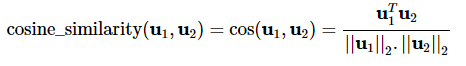 cosine_similarity(u₁, u₂) = cos(u₁, u₂) = u₁ᵀu₂ / ||u₁||₂.||u₂||₂